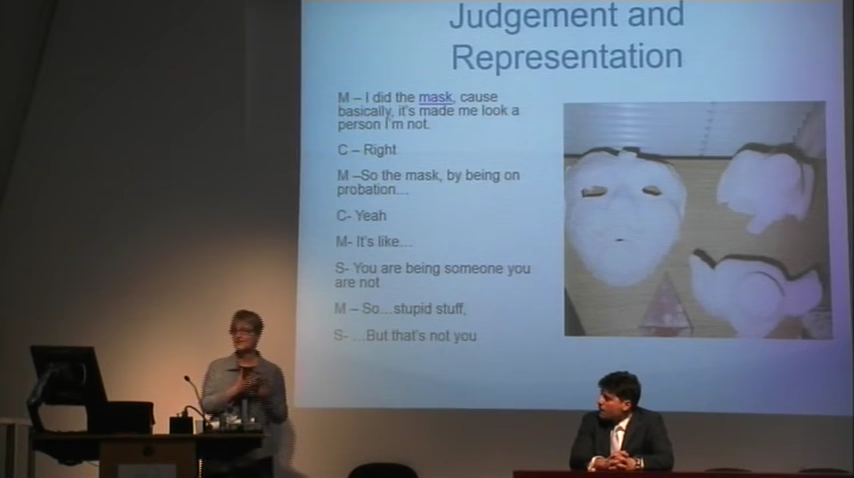 Judgement and
Representation
M – I did the mask, cause
basically, it's made me look a
person I'm not.
C – Right
M –So the mask, by being on
probation…
C- Yeah
M- It's like…
S- You are being someone you
are not
M – So…stupid stuff,
S- …But that's not you